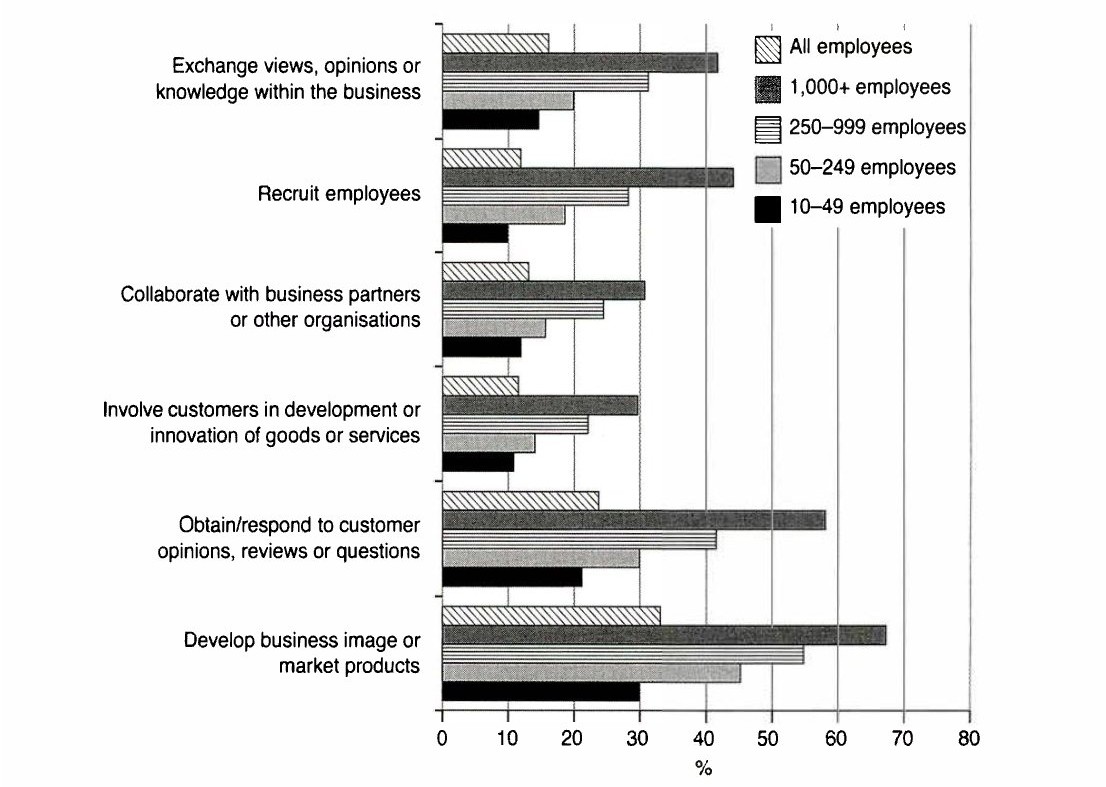 Exchange views, opinions or
knowledge within the business
Recruit employees
Collaborate with business partners
or other organisations
Involve customers in development or
innovation of goods or services
Obtain/respond to customer
opinions, reviews or questions
Develop business image or
market products
All employees
1,000+ employees
250–999 employees
50–249 employees
10–49 employees
0 10 20 30 40 50 60 70 80
%